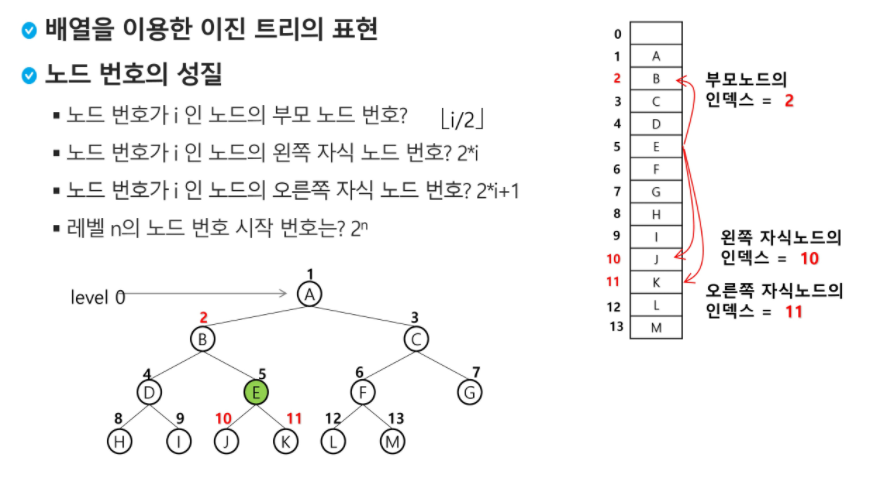 배열을 이용한 이진 트리의 표현
노드 번호의 성질
노드 번호가 i 인 노드의 부모 노드 번호? ⌊i/2⌋
노드 번호가 i 인 노드의 왼쪽 자식 노드 번호? 2*i
노드 번호가 i 인 노드의 오른쪽 자식 노드 번호? 2*i+1
레벨 n의 노드 번호 시작 번호는? 2ⁿ
level 0
1
A
2 3
B C
4 5 6 7
D E F G
8 9 10 11 12 13
H I J K L M
0
1 A
2 B
3 C
4 D
5 E
6 F
7 G
8 H
9 I
10 J
11 K
12 L
13 M
부모노드의
인덱스 = 2
왼쪽 자식노드의
인덱스 = 10
오른쪽 자식노드의
인덱스 = 11